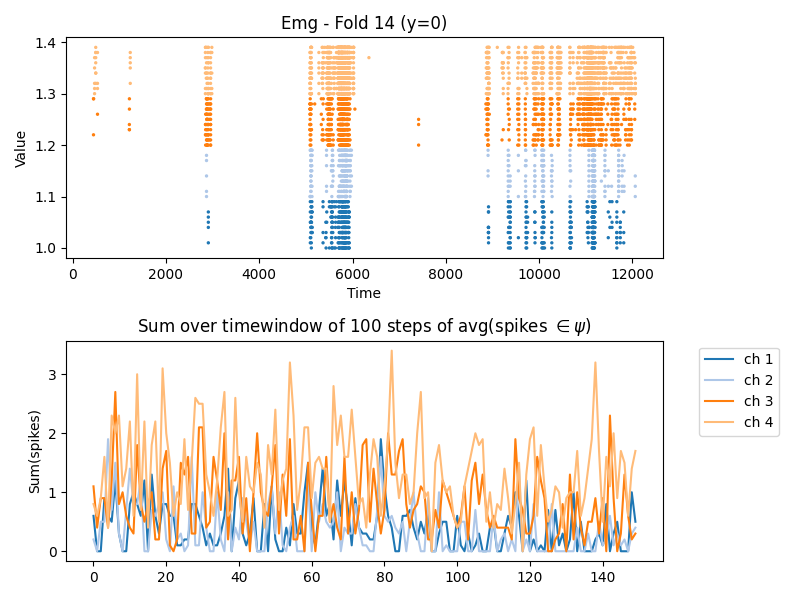 Emg - Fold 14 (y=0)
Value
1.4
1.3
1.2
1.1
1.0
0 2000 4000 6000 8000 10000 12000
Time
Sum over timewindow of 100 steps of avg(spikes ∈ ψ)
Sum(spikes)
3
2
1
0
0 20 40 60 80 100 120 140
ch 1
ch 2
ch 3
ch 4